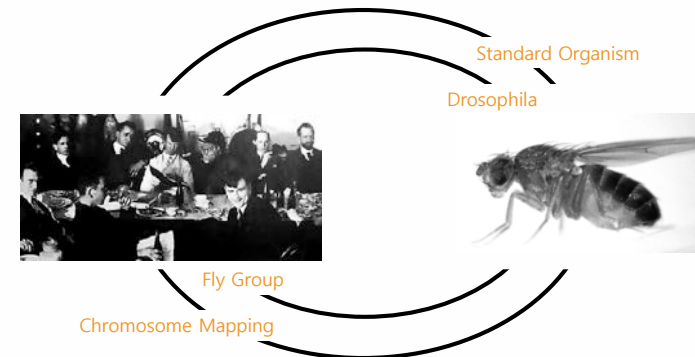 Standard Organism
Drosophila
Fly Group
Chromosome Mapping